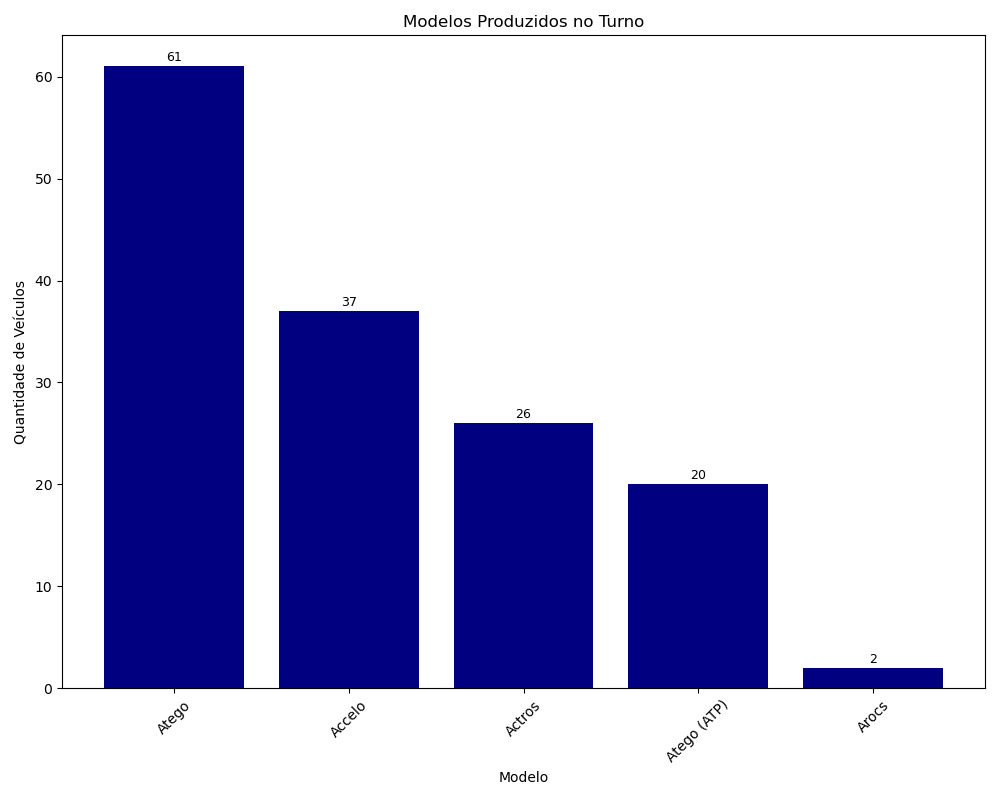 Modelos Produzidos no Turno
Quantidade de Veículos
60
50
40
30
20
10
0
61
37
26
20
2
Atego
Accelo
Actros
Atego (ATP)
Arocs
Modelo